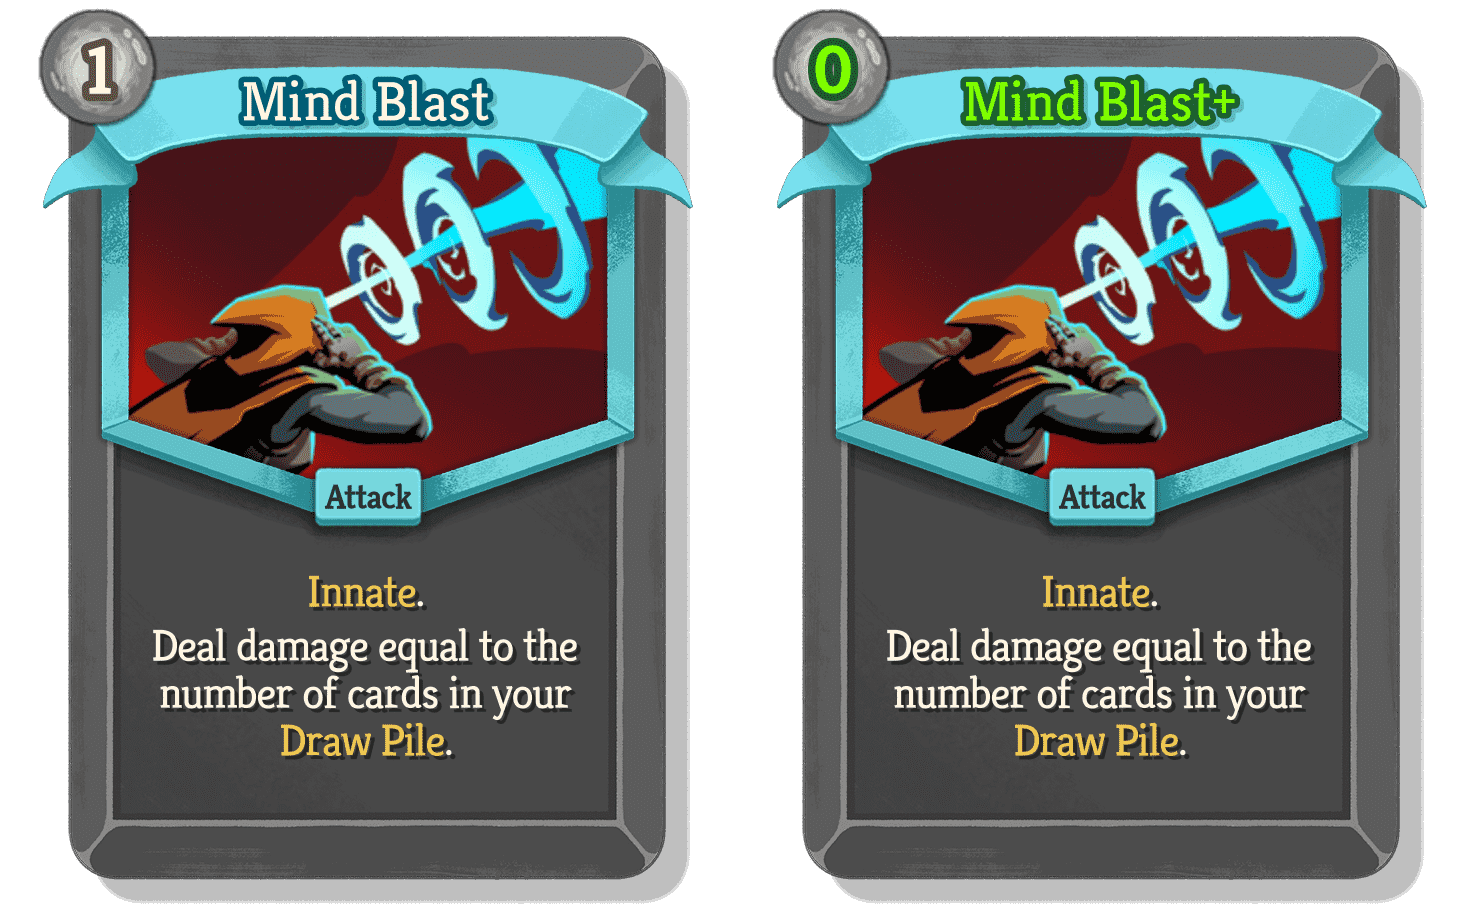 1
Mind Blast
Attack
Innate.
Deal damage equal to the
number of cards in your
Draw Pile.
0
Mind Blast+
Attack
Innate.
Deal damage equal to the
number of cards in your
Draw Pile.